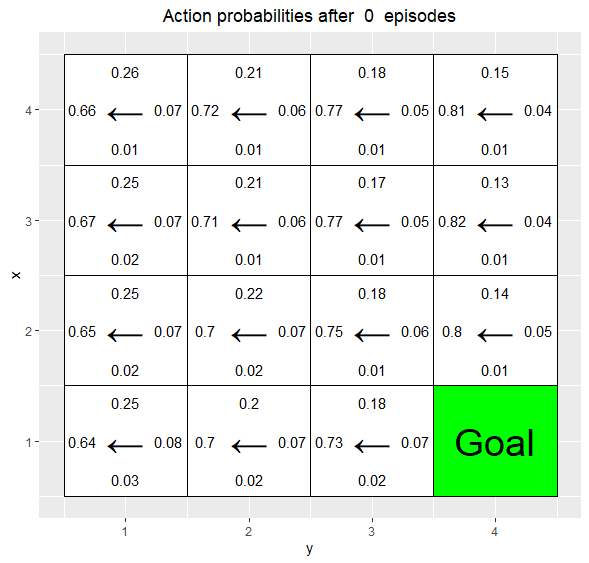 Action probabilities after 0 episodes
0.26 0.21 0.18 0.15
4 0.66 0.07 0.72 0.06 0.77 0.05 0.81 0.04
0.01 0.01 0.01 0.01
0.25 0.21 0.17 0.13
3 0.67 0.07 0.71 0.06 0.77 0.05 0.82 0.04
0.02 0.01 0.01 0.01
x
0.25 0.22 0.18 0.14
2 0.65 0.07 0.7 0.07 0.75 0.06 0.8 0.05
0.02 0.02 0.01 0.01
0.25 0.2 0.18
1 0.64 0.08 0.7 0.07 0.73 0.07 Goal
0.03 0.02 0.02
1 2 3 4
y